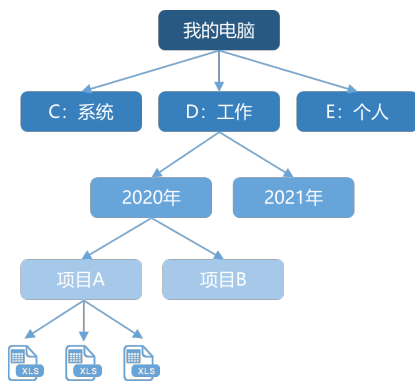 我的电脑
C：系统
D：工作
E：个人
2020年
2021年
项目A
项目B
XLS
XLS
XLS